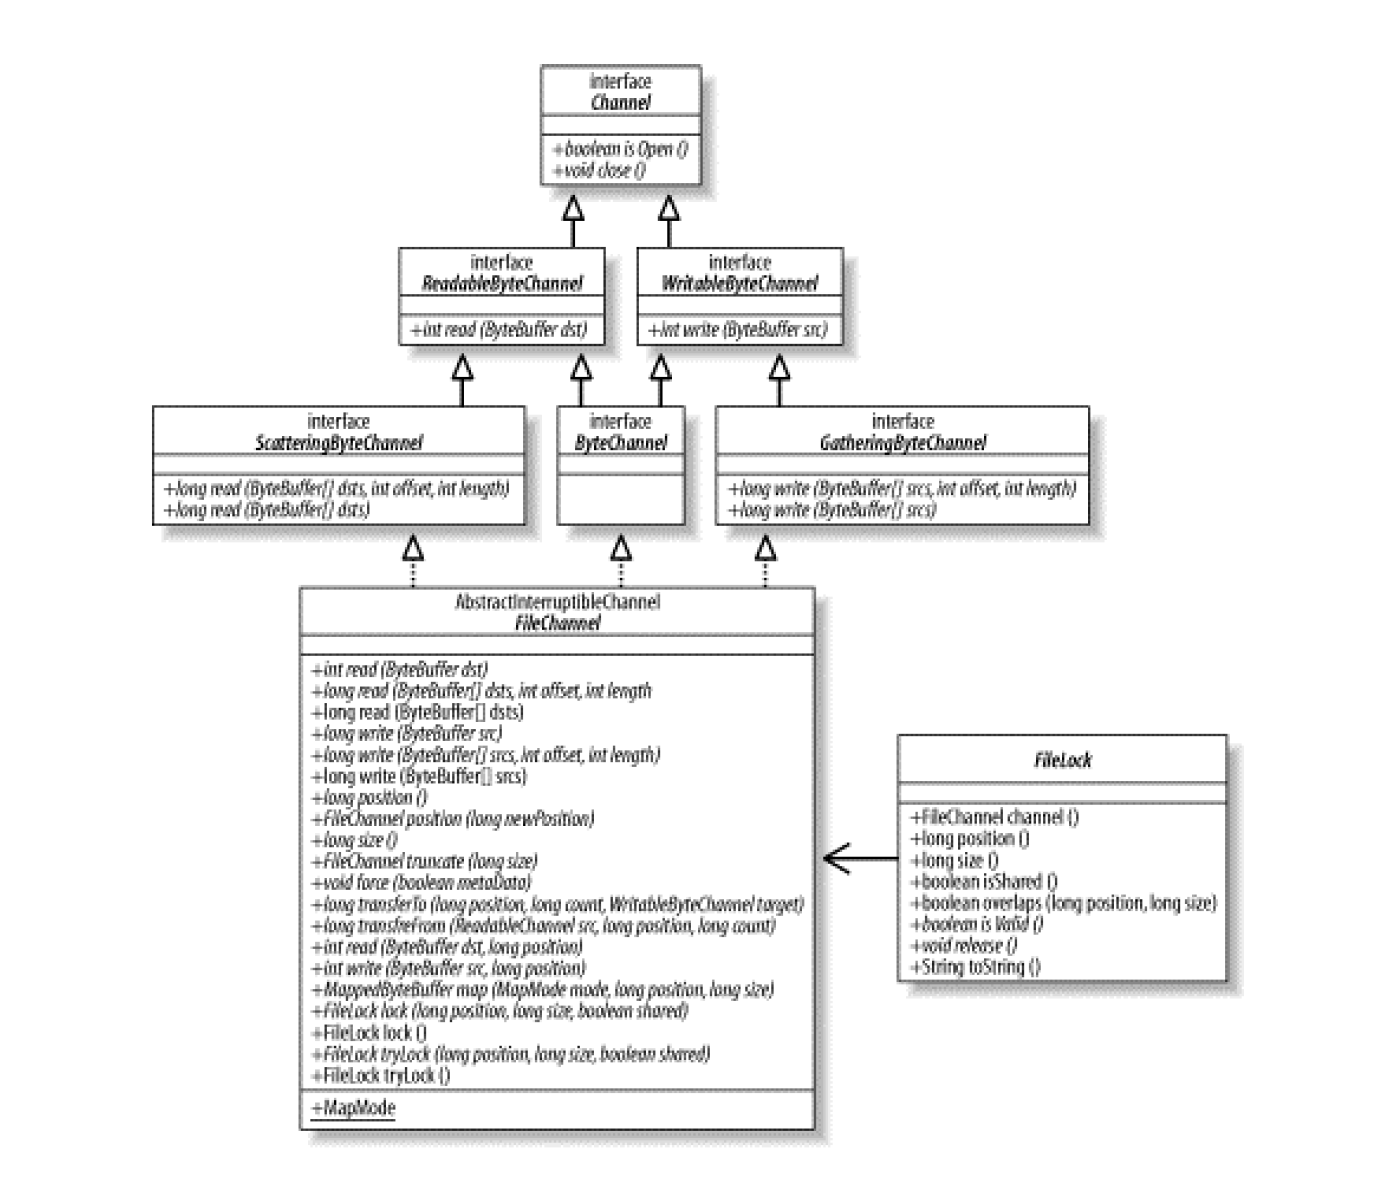 interface
Channel
+boolean is Open ()
+void close ()
interface
ReadableByteChannel
+int read (ByteBuffer dst)
interface
WritableByteChannel
+int write (ByteBuffer src)
interface
ScatteringByteChannel
+long read (ByteBuffer[] dsts, int offset, int length)
+long read (ByteBuffer[] dsts)
interface
ByteChannel
interface
GatheringByteChannel
+long write (ByteBuffer[] srcs, int offset, int length)
+long write (ByteBuffer[] srcs)
AbstractInterruptibleChannel
FileChannel
+int read (ByteBuffer dst)
+long read (ByteBuffer[] dsts, int offset, int length
+long read (ByteBuffer[] dsts)
+long write (ByteBuffer src)
+long write (ByteBuffer[] srcs, int offset, int length)
+long write (ByteBuffer[] srcs)
+long position ()
+FileChannel position (long newPosition)
+long size ()
+FileChannel truncate (long size)
+void force (boolean metaData)
+long transferTo (long position, long count, WritableByteChannel target)
+long transfreFrom (ReadableChannel src, long position, long count)
+int read (ByteBuffer dst, long position)
+int write (ByteBuffer src, long position)
+MappedByteBuffer map (MapMode mode, long position, long size)
+FileLock lock (long position, long size, boolean shared)
+FileLock lock ()
+FileLock tryLock (long position, long size, boolean shared)
+FileLock tryLock ()
+MapMode
FileLock
+FileChannel channel ()
+long position ()
+long size ()
+boolean isShared ()
+boolean overlaps (long position, long size)
+boolean is Valid ()
+void release ()
+String toString ()